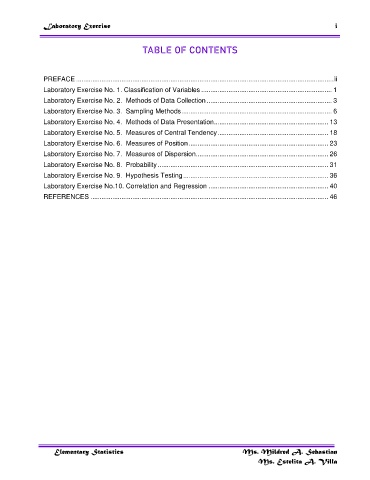 Laboratory Exercise i
TABLE OF CONTENTS
PREFACE ........................................................................ii
Laboratory Exercise No. 1. Classification of Variables .................................... 1
Laboratory Exercise No. 2. Methods of Data Collection.................................... 3
Laboratory Exercise No. 3. Sampling Methods.................................... 6
Laboratory Exercise No. 4. Methods of Data Presentation.................................... 13
Laboratory Exercise No. 5. Measures of Central Tendency.................................... 18
Laboratory Exercise No. 6. Measures of Position.................................... 23
Laboratory Exercise No. 7. Measures of Dispersion.................................... 26
Laboratory Exercise No. 8. Probability.................................... 31
Laboratory Exercise No. 9. Hypothesis Testing.................................... 36
Laboratory Exercise No.10. Correlation and Regression .................................... 40
REFERENCES .................................... 46
Elementary Statistics Ms. Mildred A. Sebastian
Ms. Estelita A. Villa